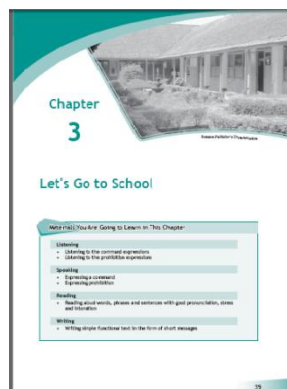 Chapter
3
Let's Go to School
Materials You Are Going to Learn in This Chapter
Listening
• Listening to the command expressions
• Listening to the prohibitive expressions
Speaking
• Expressing a command
• Expressing prohibition
Reading
• Reading aloud words, phrases and sentences with good pronunciation, stress
and intonation
Writing
• Writing simple functional text in the form of short messages
39